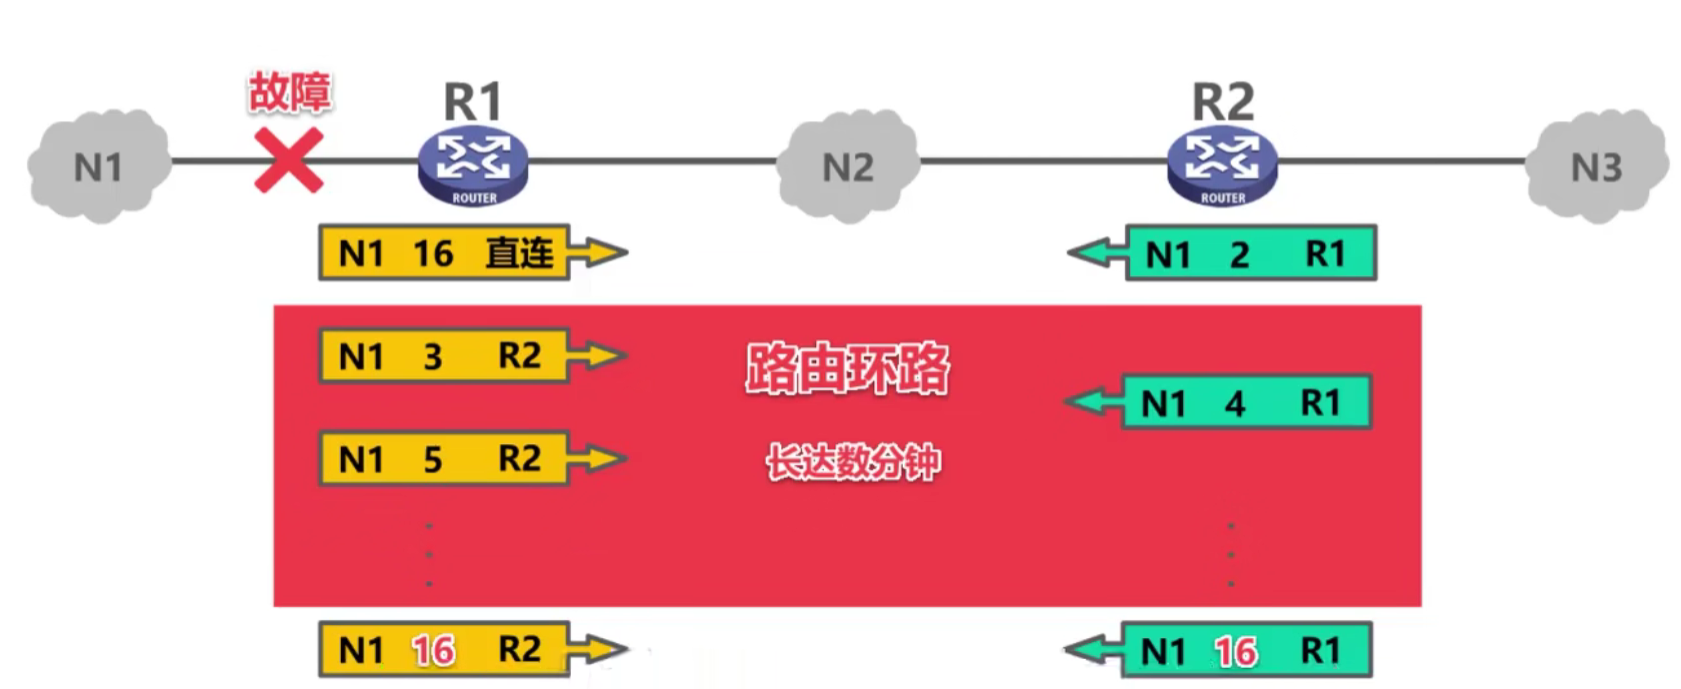 故障
R1
R2
N1
N2
N3
ROUTER
ROUTER
N1 16 直连
N1 2 R1
N1 3 R2
路由环路
N1 4 R1
N1 5 R2
长达数分钟
N1 16 R2
N1 16 R1